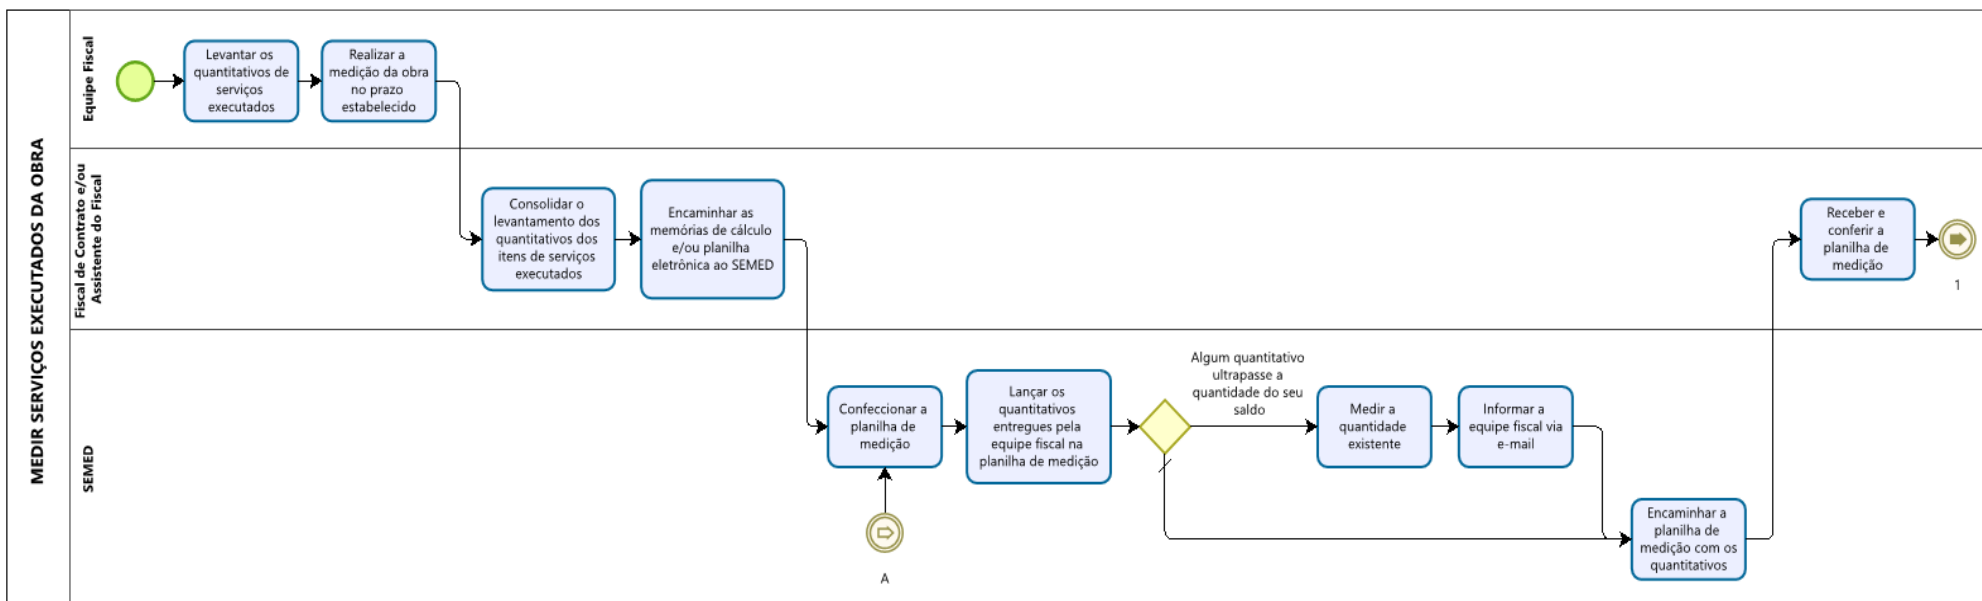 MEDIR SERVIÇOS EXECUTADOS DA OBRA
Equipe Fiscal
Levantar os
quantitativos de
serviços
executados
Realizar a
medição da obra
no prazo
estabelecido
Fiscal de Contrato e/ou
Assistente do Fiscal
Consolidar o
levantamento dos
quantitativos dos
itens de serviços
executados
Encaminhar as
memórias de cálculo
e/ou planilha
eletrônica ao SEMED
Receber e
conferir a
planilha de
medição
1
SEMED
Confeccionar a
planilha de
medição
A
Lançar os
quantitativos
entregues pela
equipe fiscal na
planilha de medição
Algum quantitativo
ultrapasse a
quantidade do seu
saldo
Medir a
quantidade
existente
Informar a
equipe fiscal via
e-mail
Encaminhar a
planilha de
medição com os
quantitativos